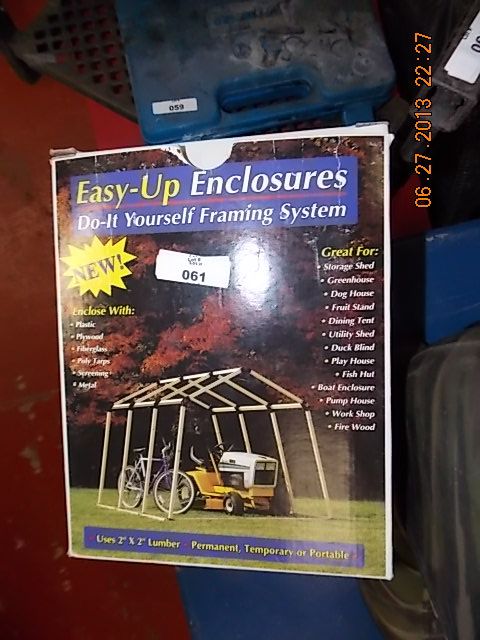 06-27-2013 22:27
059
Easy-Up Enclosures
Do-It Yourself Framing System
NEW!
061
Enclose With:
• Plastic
• Plywood
• Fiberglass
• Poly Tarps
• Screening
• Metal
Great For:
• Storage Shed
• Greenhouse
• Dog House
• Fruit Stand
• Dining Tent
• Utility Shed
• Duck Blind
• Play House
• Fish Hut
• Boat Enclosure
• Pump House
• Work Shop
• Fire Wood
• Uses 2" X 2" Lumber • Permanent, Temporary or Portable •